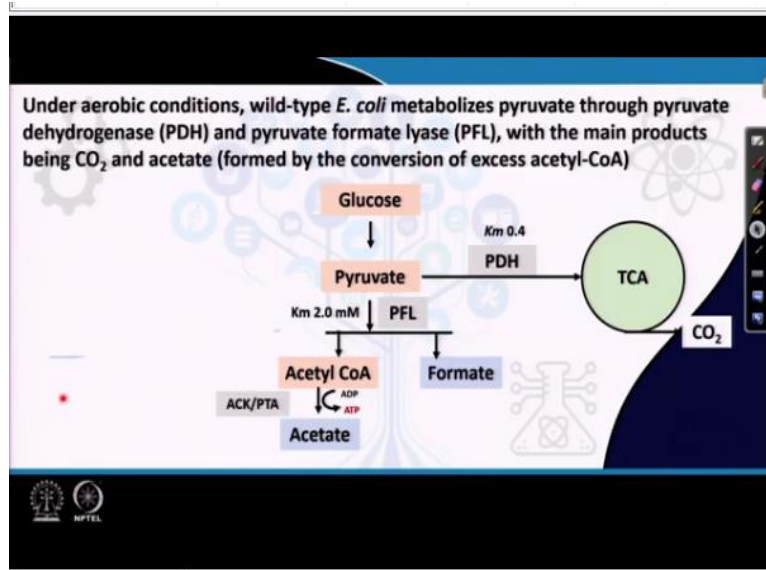 Under aerobic conditions, wild-type E. coli metabolizes pyruvate through pyruvate
dehydrogenase (PDH) and pyruvate formate lyase (PFL), with the main products
being CO₂ and acetate (formed by the conversion of excess acetyl-CoA)
Glucose
Km 0.4
PDH
Pyruvate
TCA
Km 2.0 mM
PFL
CO₂
Acetyl CoA
Formate
ADP
ACK/PTA
ATP
Acetate
NPTEL